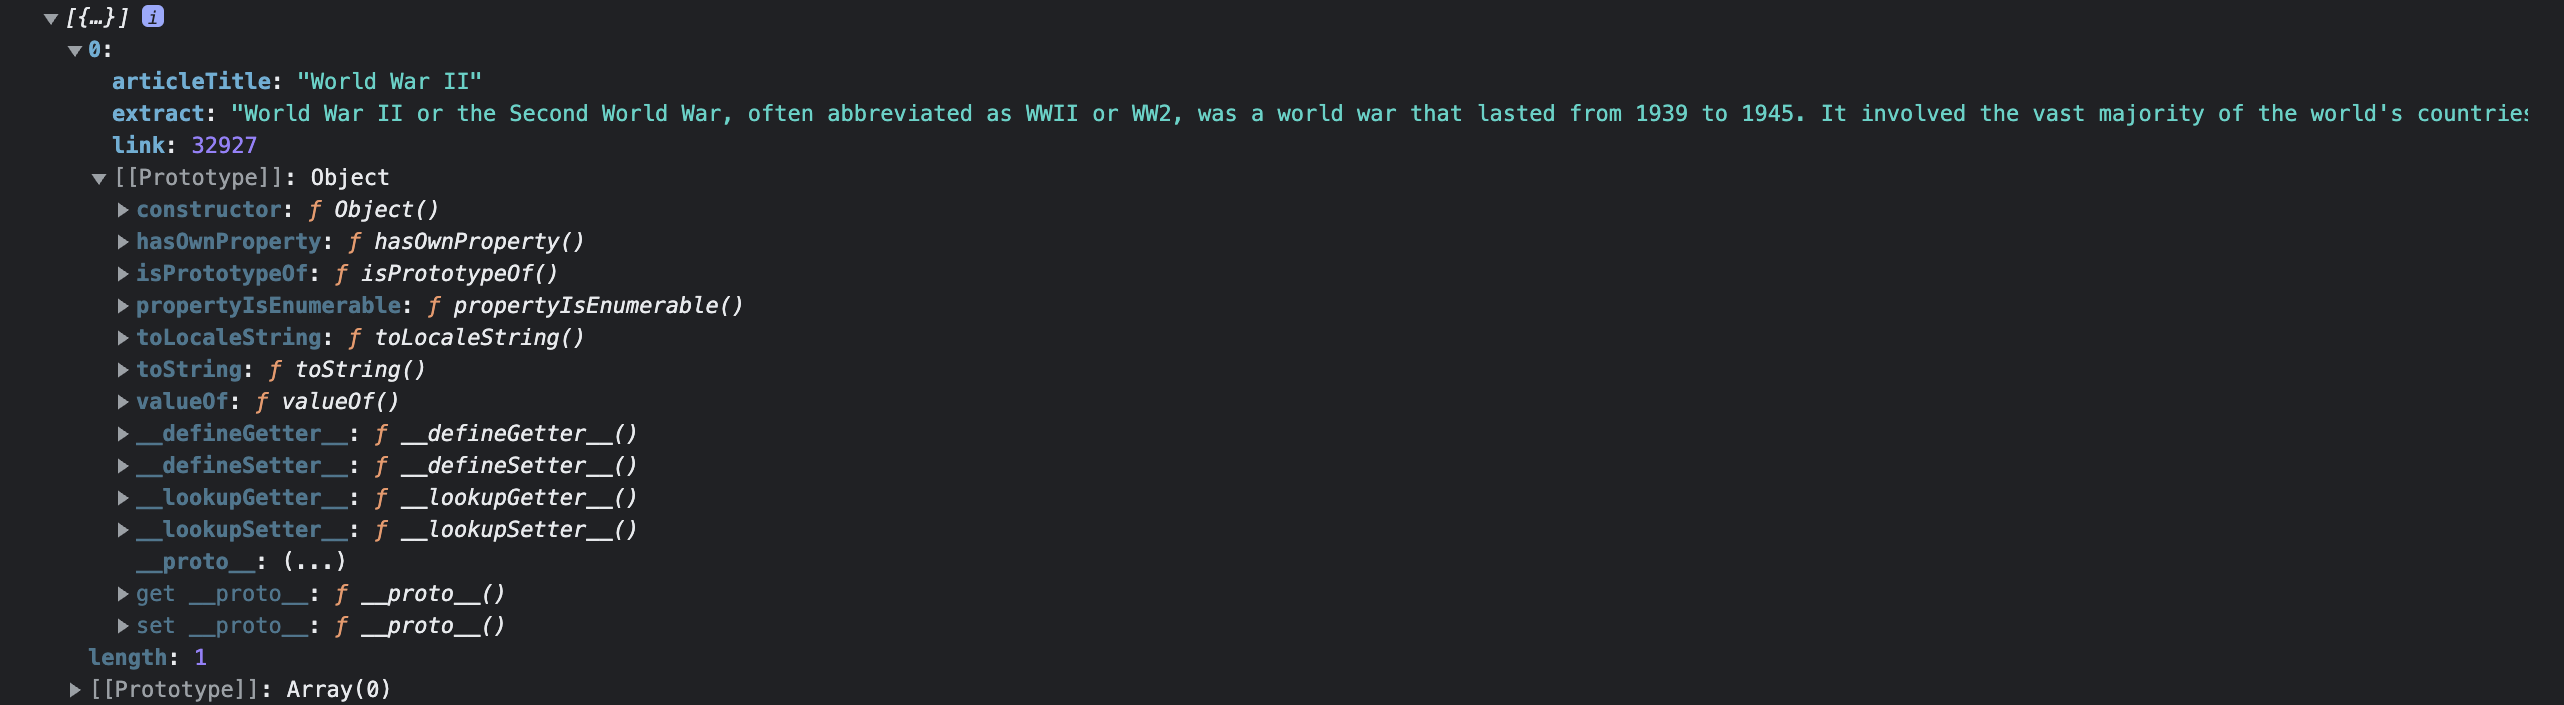 [{…}] i
0:
articleTitle: "World War II"
extract: "World War II or the Second World War, often abbreviated as WWII or WW2, was a world war that lasted from 1939 to 1945. It involved the vast majority of the world's countries
link: 32927
[[Prototype]]: Object
constructor: ƒ Object()
hasOwnProperty: ƒ hasOwnProperty()
isPrototypeOf: ƒ isPrototypeOf()
propertyIsEnumerable: ƒ propertyIsEnumerable()
toLocaleString: ƒ toLocaleString()
toString: ƒ toString()
valueOf: ƒ valueOf()
__defineGetter__: ƒ __defineGetter__()
__defineSetter__: ƒ __defineSetter__()
__lookupGetter__: ƒ __lookupGetter__()
__lookupSetter__: ƒ __lookupSetter__()
__proto__: (...)
get __proto__: ƒ __proto__()
set __proto__: ƒ __proto__()
length: 1
[[Prototype]]: Array(0)